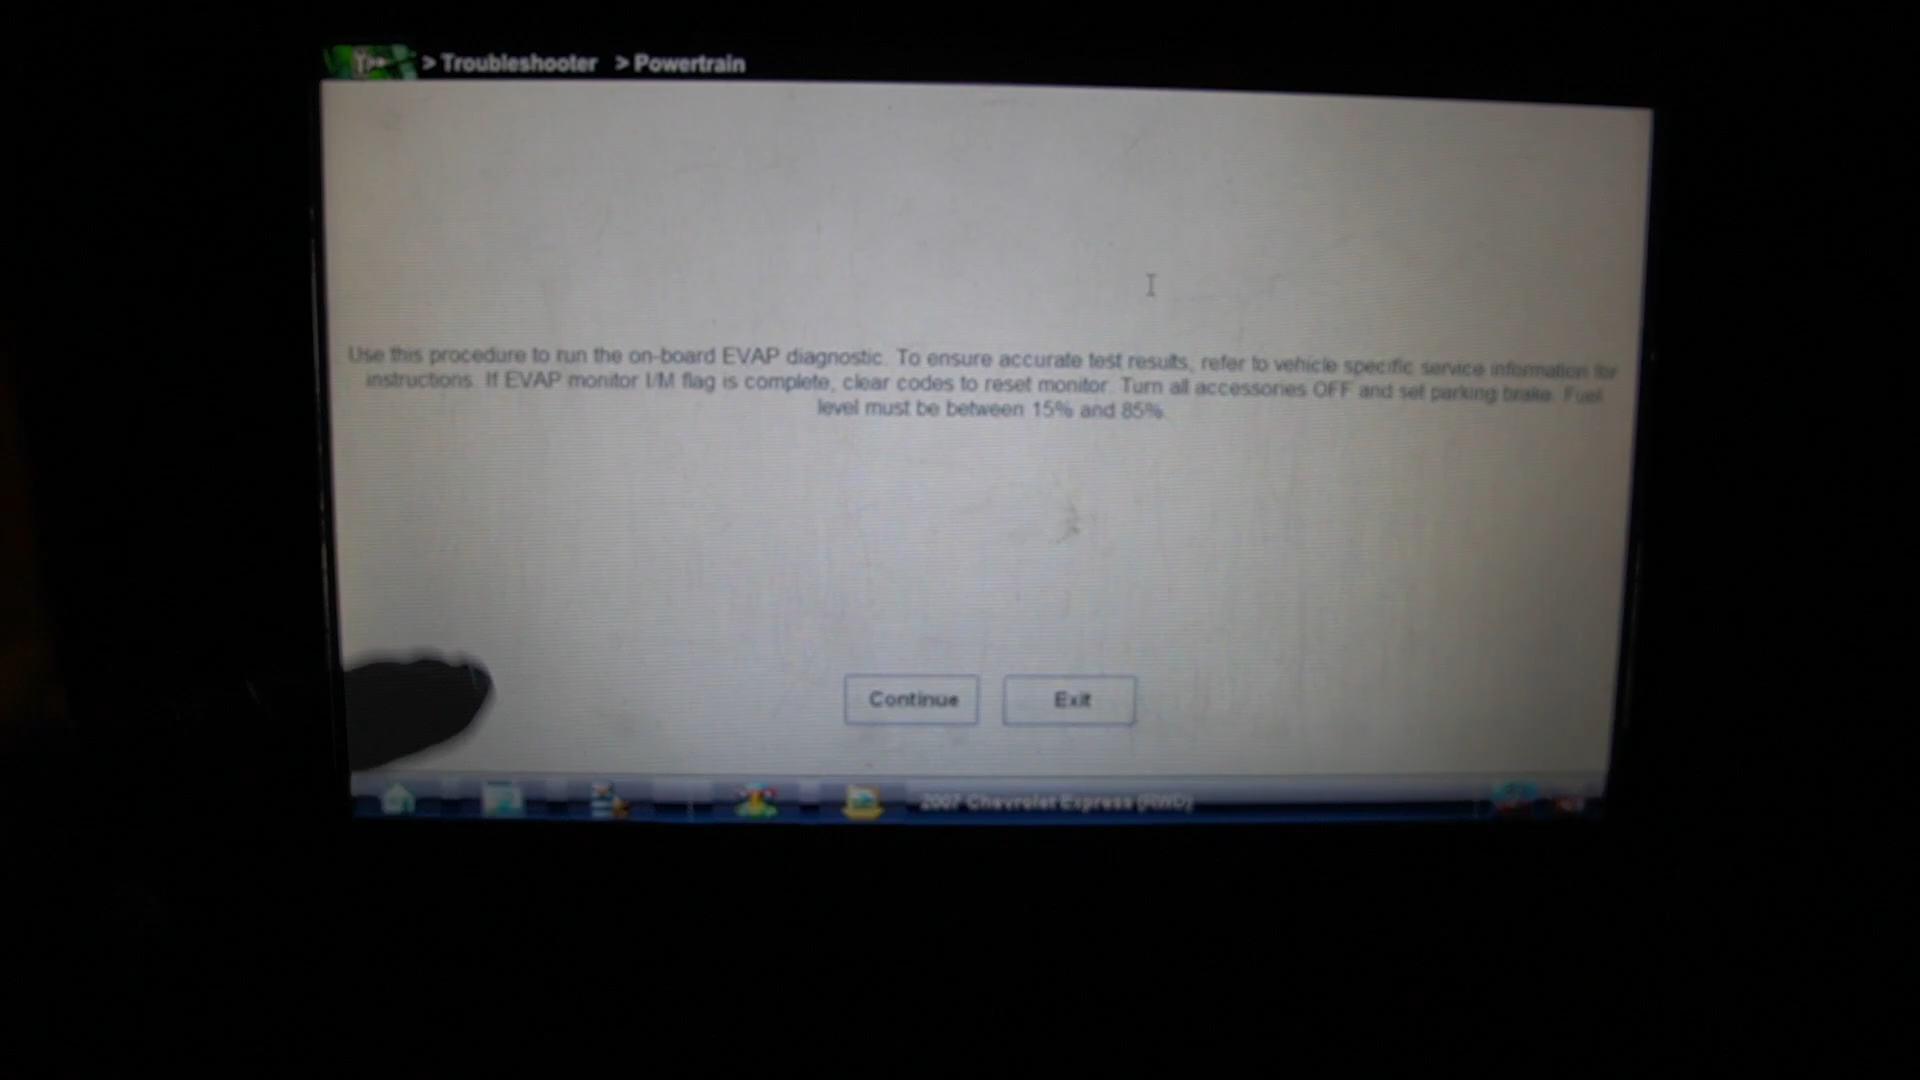 > Troubleshooter > Powertrain
Use this procedure to run the on-board EVAP diagnostic. To ensure accurate test results, refer to vehicle specific service information for
instructions. If EVAP monitor I/M flag is complete, clear codes to reset monitor. Turn all accessories OFF and set parking brake. Fuel
level must be between 15% and 85%.
Continue Exit
2007 Chevrolet Express (RWD)